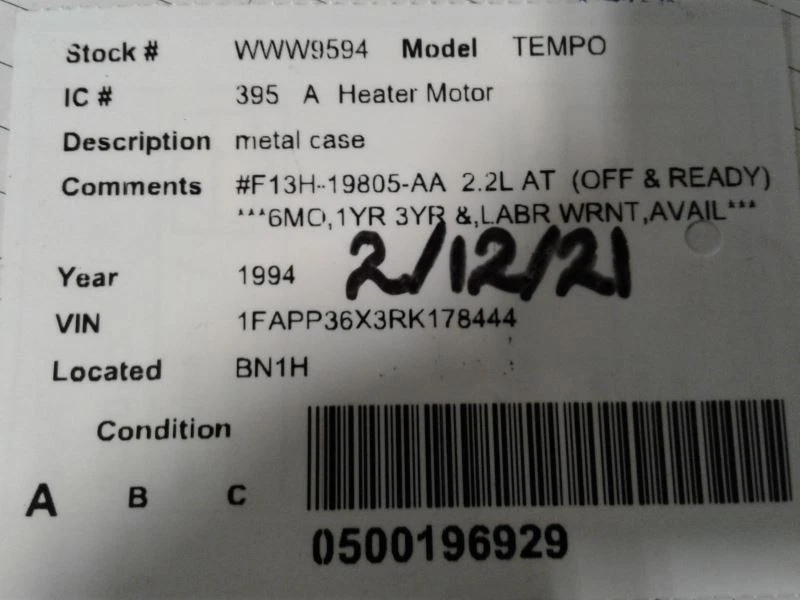 Stock # WWW9594 Model TEMPO
IC # 395 A Heater Motor
Description metal case
Comments #F13H-19805-AA 2.2L AT (OFF & READY)
***6MO,1YR 3YR &,LABR WRNT,AVAIL***
2/12/21
Year 1994
VIN 1FAPP36X3RK178444
Located BN1H
Condition
A B C
0500196929